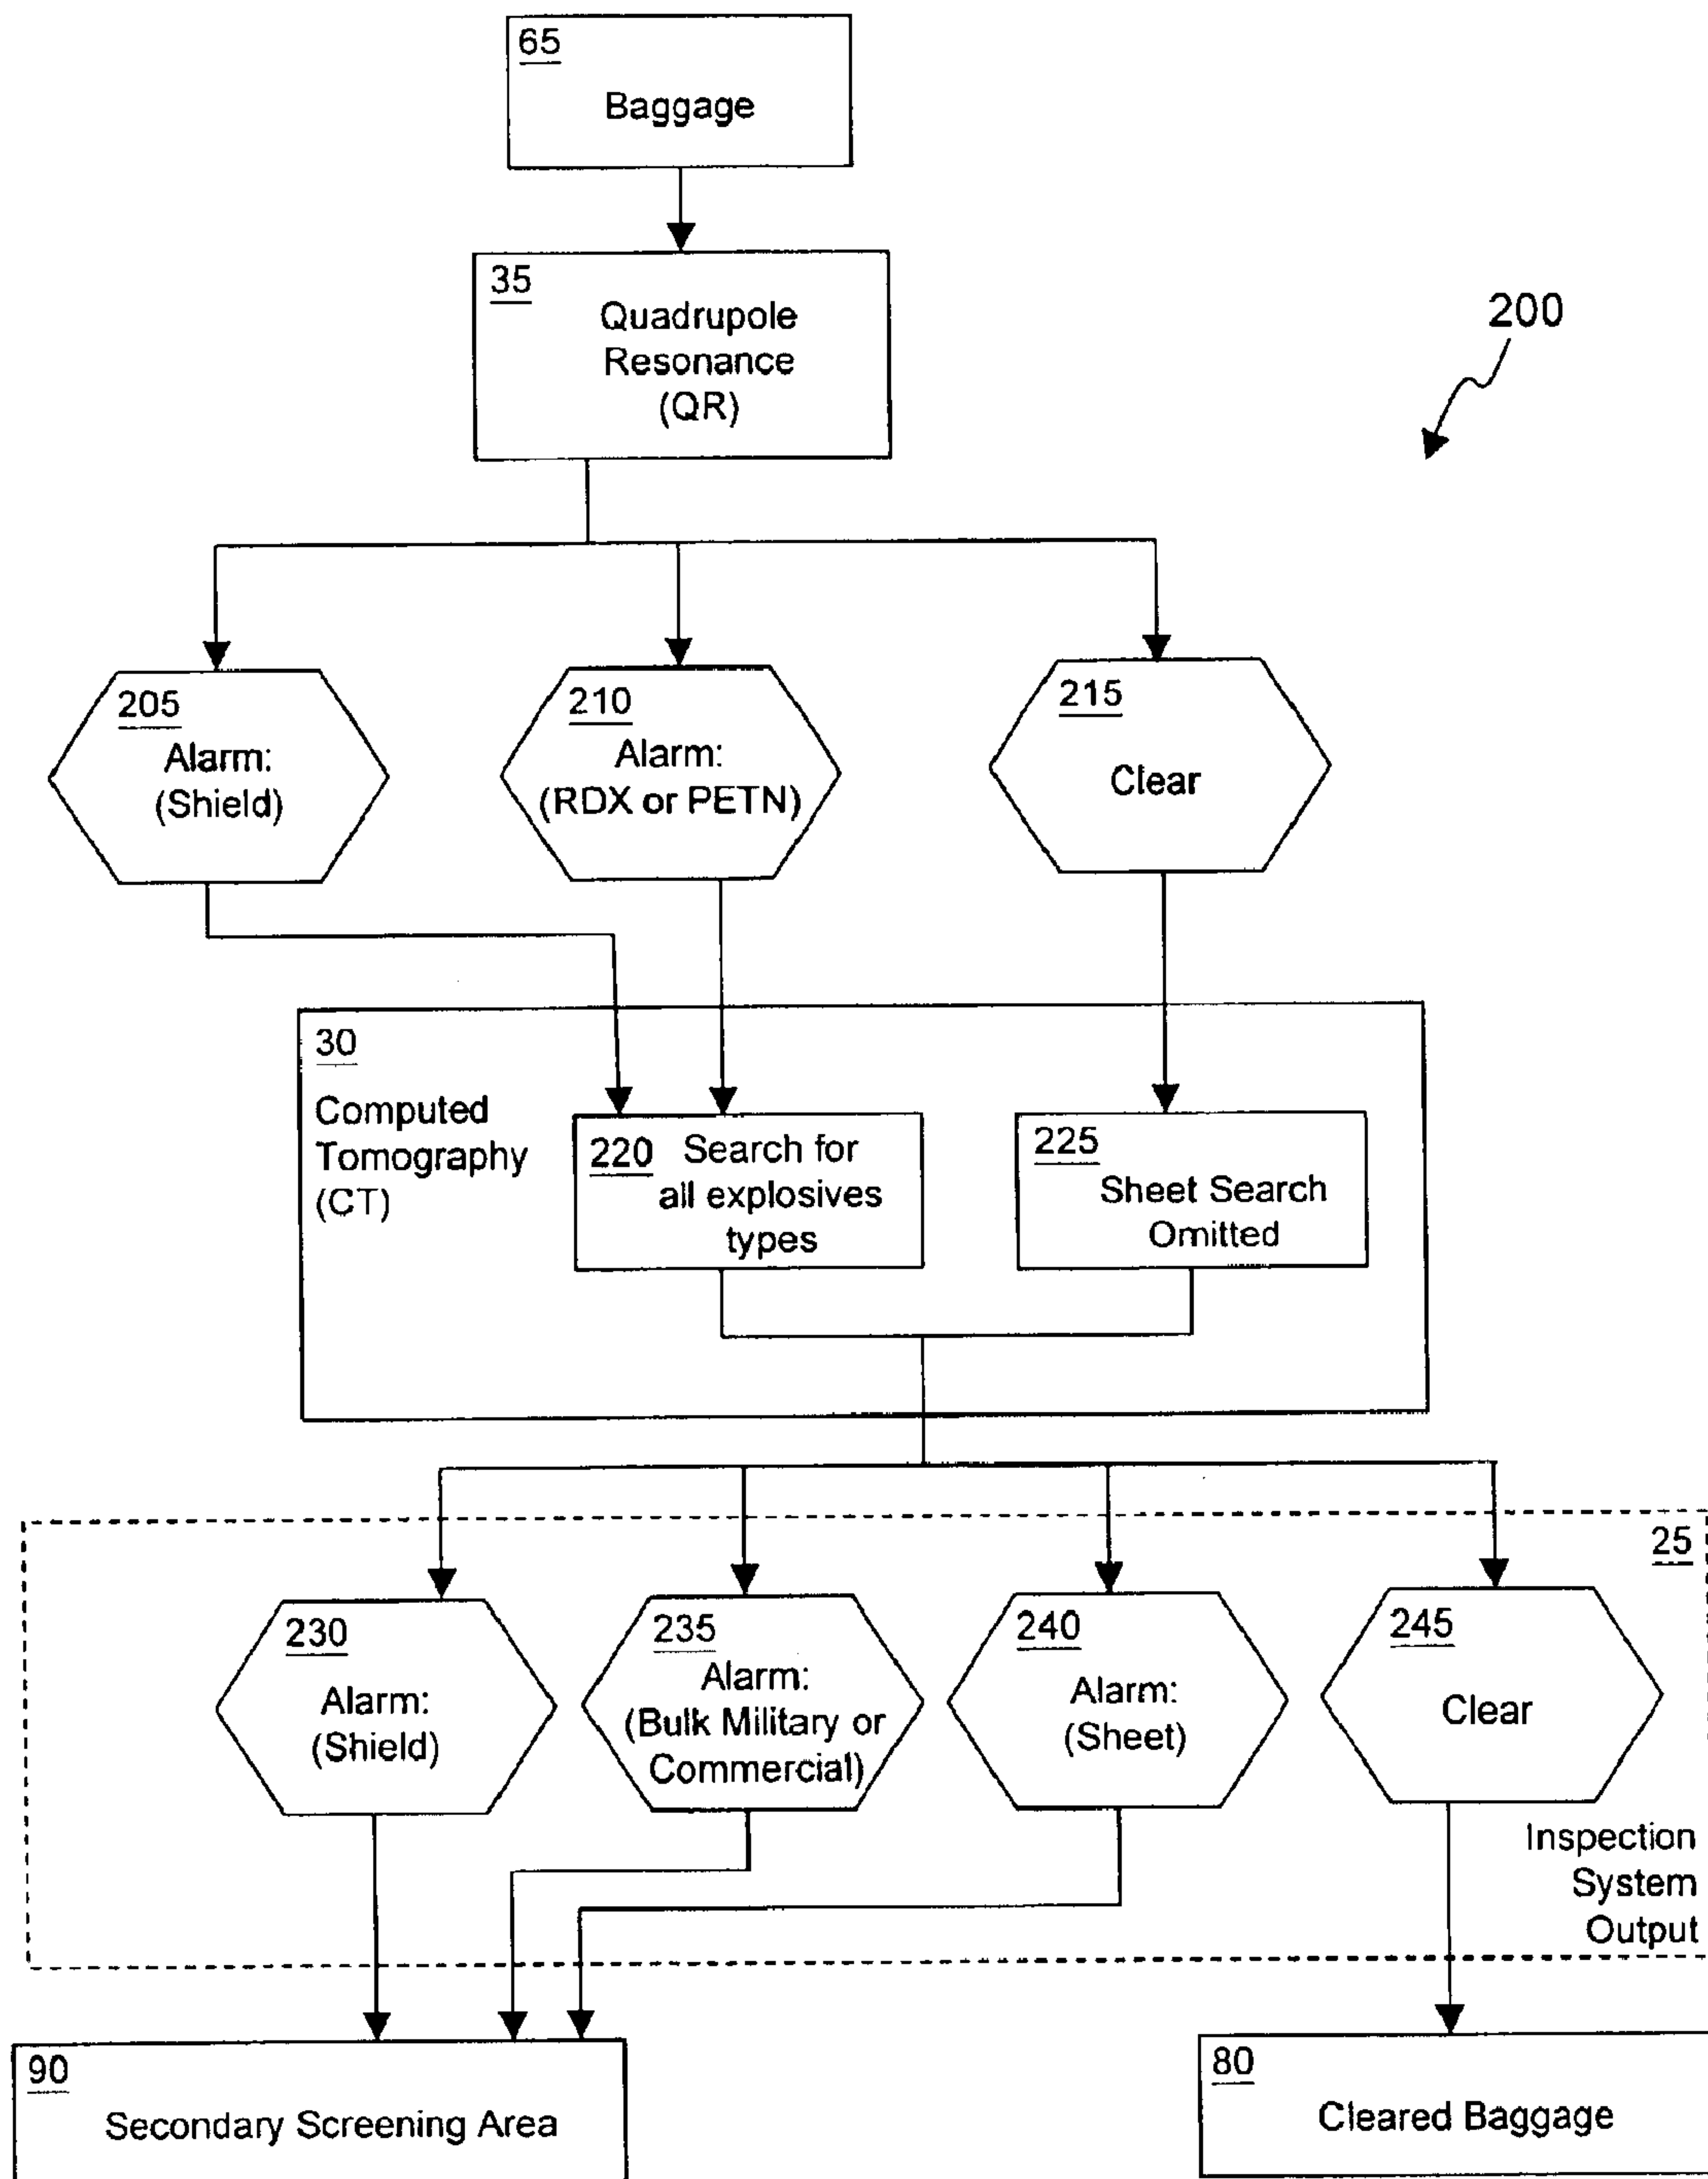 65
Baggage
35
Quadrupole
Resonance
(QR)
200
205
Alarm:
(Shield)
210
Alarm:
(RDX or PETN)
215
Clear
30
Computed
Tomography
(CT)
220 Search for
all explosives
types
225
Sheet Search
Omitted
25
230
Alarm:
(Shield)
235
Alarm:
(Bulk Military or
Commercial)
240
Alarm:
(Sheet)
245
Clear
Inspection
System
Output
90
Secondary Screening Area
80
Cleared Baggage